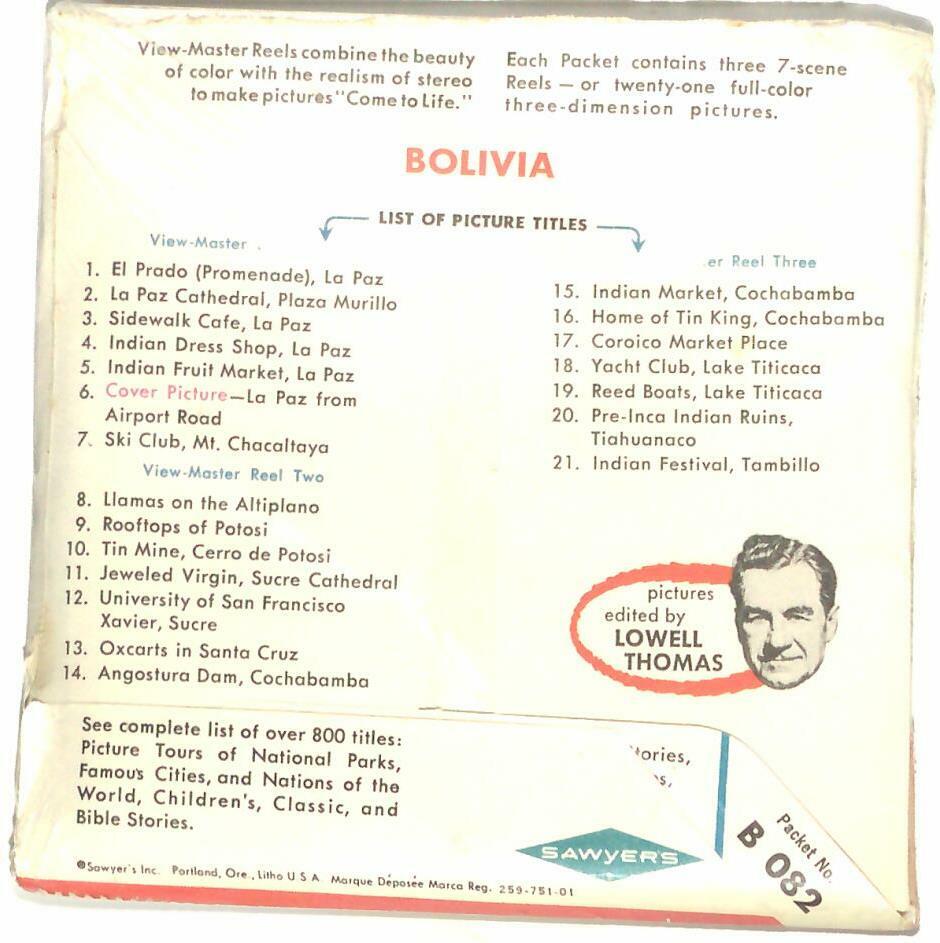 View-Master Reels combine the beauty
of color with the realism of stereo
to make pictures "Come to Life."
Each Packet contains three 7-scene
Reels — or twenty-one full-color
three-dimension pictures.
BOLIVIA
LIST OF PICTURE TITLES
View-Master
1. El Prado (Promenade), La Paz
2. La Paz Cathedral, Plaza Murillo
3. Sidewalk Cafe, La Paz
4. Indian Dress Shop, La Paz
5. Indian Fruit Market, La Paz
6. Cover Picture—La Paz from
Airport Road
7. Ski Club, Mt. Chacaltaya
View-Master Reel Two
8. Llamas on the Altiplano
9. Rooftops of Potosi
10. Tin Mine, Cerro de Potosi
11. Jeweled Virgin, Sucre Cathedral
12. University of San Francisco
Xavier, Sucre
13. Oxcarts in Santa Cruz
14. Angostura Dam, Cochabamba
er Reel Three
15. Indian Market, Cochabamba
16. Home of Tin King, Cochabamba
17. Coroico Market Place
18. Yacht Club, Lake Titicaca
19. Reed Boats, Lake Titicaca
20. Pre-Inca Indian Ruins,
Tiahuanaco
21. Indian Festival, Tambillo
pictures
edited by
LOWELL
THOMAS
See complete list of over 800 titles:
Picture Tours of National Parks,
Famous Cities, and Nations of the
World, Children's, Classic, and
Bible Stories.
tories,
s,
SAWYERS
Packet No.
B 082
®Sawyer's Inc. Portland, Ore., Litho U S A Marque Déposée Marca Reg. 259-751-01